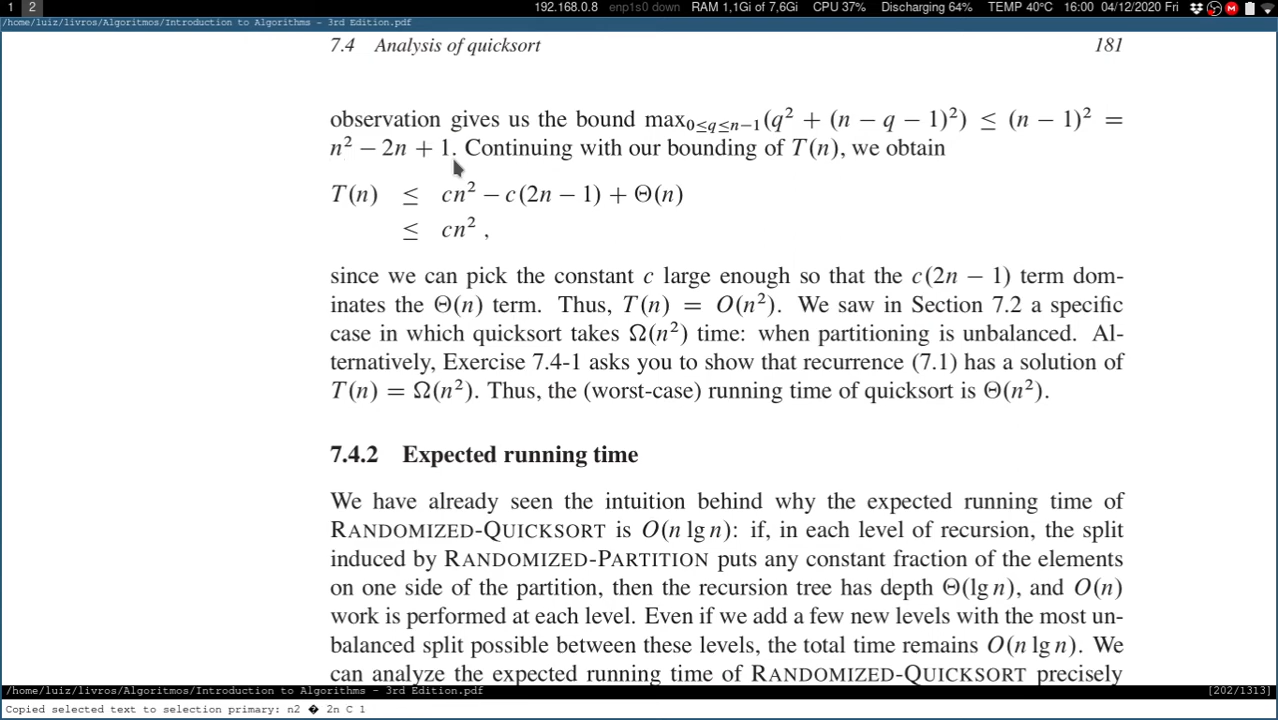 1 2 192.168.0.8 enp1s0 down RAM 1,1Gi of 7,6Gi CPU 37% Discharging 64% TEMP 40ºC 16:00 04/12/2020 Fri
/home/luiz/livros/Algoritmos/Introduction to Algorithms - 3rd Edition.pdf
7.4 Analysis of quicksort 181
observation gives us the bound max₀≤q≤n−1(q² + (n − q − 1)²) ≤ (n − 1)² =
n² − 2n + 1. Continuing with our bounding of T(n), we obtain
T(n) ≤ cn² − c(2n − 1) + Θ(n)
≤ cn² ,
since we can pick the constant c large enough so that the c(2n − 1) term dom-
inates the Θ(n) term. Thus, T(n) = O(n²). We saw in Section 7.2 a specific
case in which quicksort takes Ω(n²) time: when partitioning is unbalanced. Al-
ternatively, Exercise 7.4-1 asks you to show that recurrence (7.1) has a solution of
T(n) = Ω(n²). Thus, the (worst-case) running time of quicksort is Θ(n²).
7.4.2 Expected running time
We have already seen the intuition behind why the expected running time of
RANDOMIZED-QUICKSORT is O(n lg n): if, in each level of recursion, the split
induced by RANDOMIZED-PARTITION puts any constant fraction of the elements
on one side of the partition, then the recursion tree has depth Θ(lg n), and O(n)
work is performed at each level. Even if we add a few new levels with the most un-
balanced split possible between these levels, the total time remains O(n lg n). We
can analyze the expected running time of RANDOMIZED-QUICKSORT precisely
/home/luiz/livros/Algoritmos/Introduction to Algorithms - 3rd Edition.pdf [202/1313]
Copied selected text to selection primary: n2 � 2n C 1